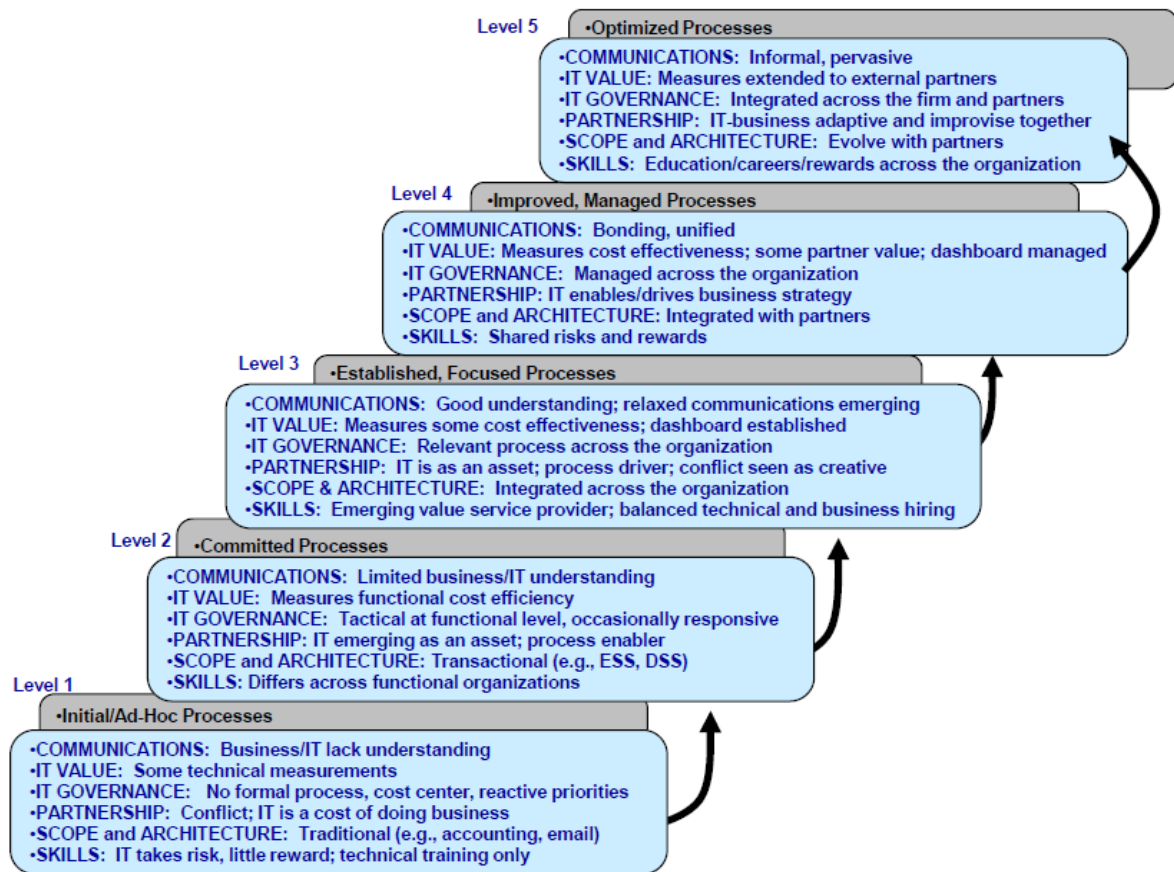 Level 5
•Optimized Processes
•COMMUNICATIONS: Informal, pervasive
•IT VALUE: Measures extended to external partners
•IT GOVERNANCE: Integrated across the firm and partners
•PARTNERSHIP: IT-business adaptive and improvise together
•SCOPE and ARCHITECTURE: Evolve with partners
•SKILLS: Education/careers/rewards across the organization
Level 4
•Improved, Managed Processes
•COMMUNICATIONS: Bonding, unified
•IT VALUE: Measures cost effectiveness; some partner value; dashboard managed
•IT GOVERNANCE: Managed across the organization
•PARTNERSHIP: IT enables/drives business strategy
•SCOPE and ARCHITECTURE: Integrated with partners
•SKILLS: Shared risks and rewards
Level 3
•Established, Focused Processes
•COMMUNICATIONS: Good understanding; relaxed communications emerging
•IT VALUE: Measures some cost effectiveness; dashboard established
•IT GOVERNANCE: Relevant process across the organization
•PARTNERSHIP: IT is as an asset; process driver; conflict seen as creative
•SCOPE & ARCHITECTURE: Integrated across the organization
•SKILLS: Emerging value service provider; balanced technical and business hiring
Level 2
•Committed Processes
•COMMUNICATIONS: Limited business/IT understanding
•IT VALUE: Measures functional cost efficiency
•IT GOVERNANCE: Tactical at functional level, occasionally responsive
•PARTNERSHIP: IT emerging as an asset; process enabler
•SCOPE and ARCHITECTURE: Transactional (e.g., ESS, DSS)
•SKILLS: Differs across functional organizations
Level 1
•Initial/Ad-Hoc Processes
•COMMUNICATIONS: Business/IT lack understanding
•IT VALUE: Some technical measurements
•IT GOVERNANCE: No formal process, cost center, reactive priorities
•PARTNERSHIP: Conflict; IT is a cost of doing business
•SCOPE and ARCHITECTURE: Traditional (e.g., accounting, email)
•SKILLS: IT takes risk, little reward; technical training only